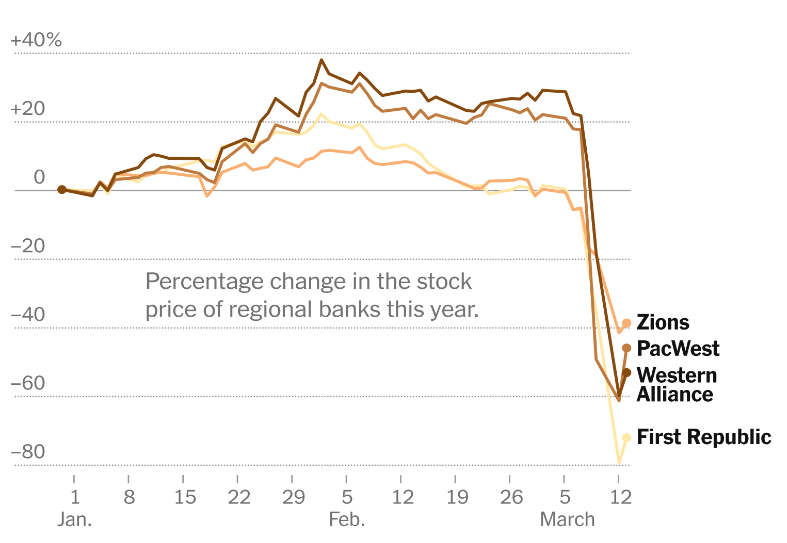 +40%
+20
0
−20
Percentage change in the stock
price of regional banks this year.
−40
Zions
PacWest
Western
Alliance
−60
First Republic
−80
1 8 15 22 29 5 12 19 26 5 12
Jan. Feb. March